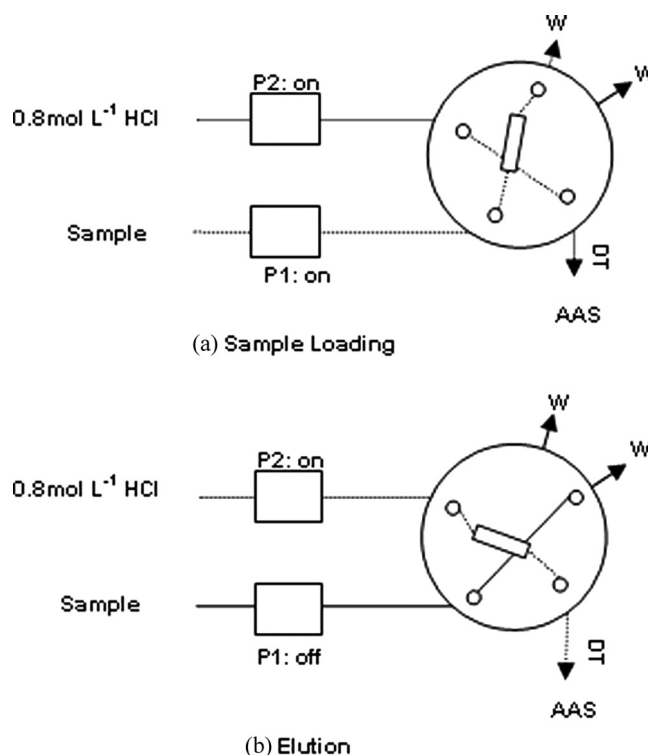 W
W
P2: on
0.8mol L⁻¹ HCl
Sample
P1: on
DT
AAS
(a) Sample Loading
W
W
P2: on
0.8mol L⁻¹ HCl
Sample
P1: off
DT
AAS
(b) Elution